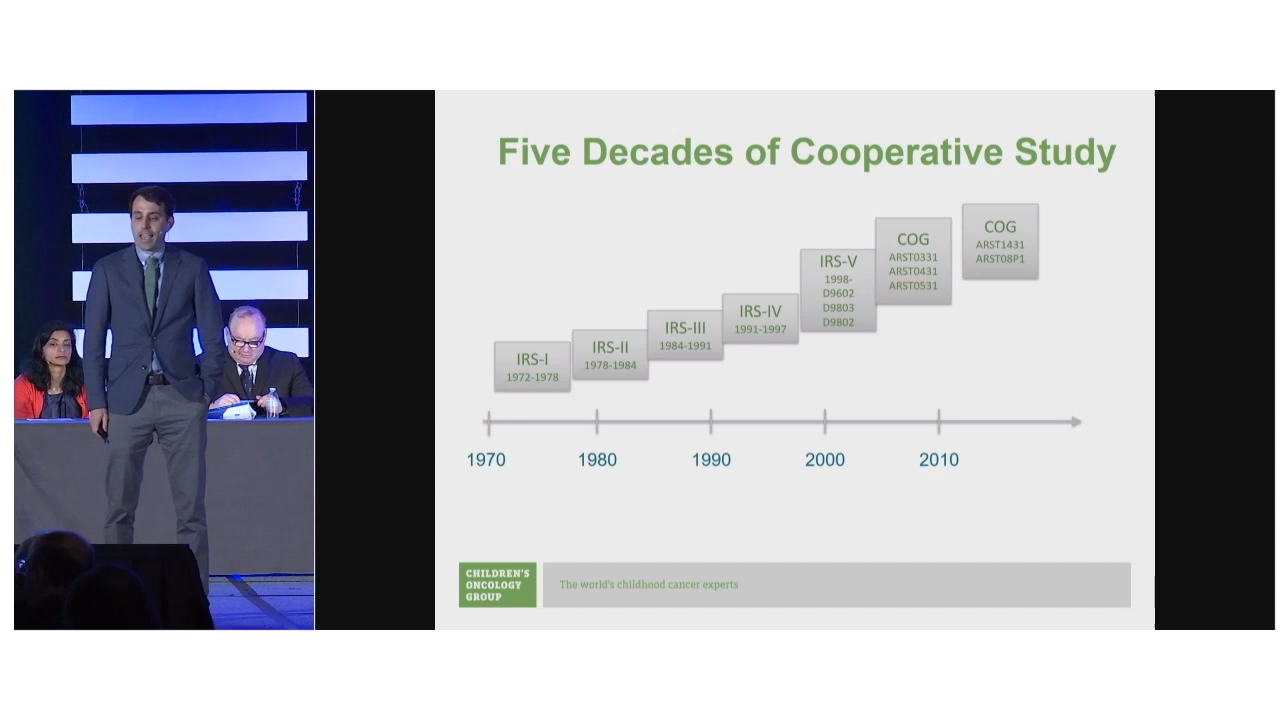 Five Decades of Cooperative Study
IRS-I
1972-1978
IRS-II
1978-1984
IRS-III
1984-1991
IRS-IV
1991-1997
IRS-V
1998-
D9602
D9803
D9802
COG
ARST0331
ARST0431
ARST0531
COG
ARST1431
ARST08P1
1970
1980
1990
2000
2010
CHILDREN'S
ONCOLOGY
GROUP
The world's childhood cancer experts